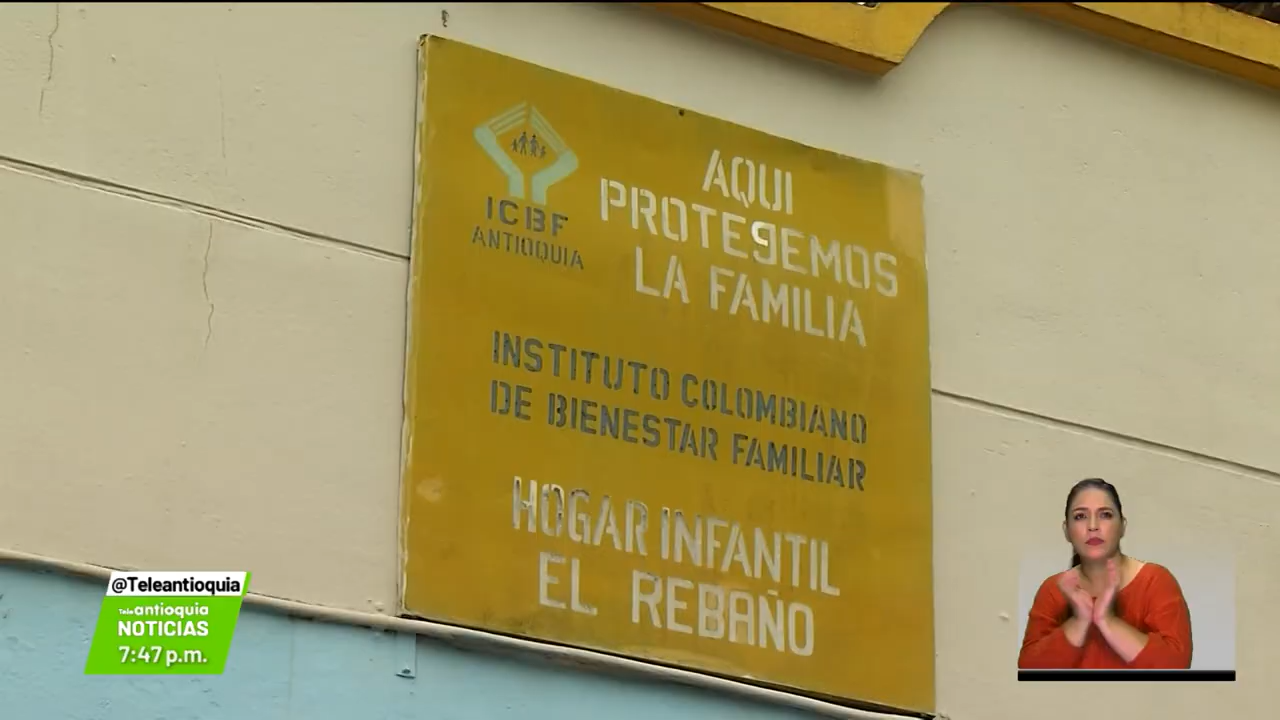 ICBF
ANTIOQUIA
AQUI
PROTEGEMOS
LA FAMILIA
INSTITUTO COLOMBIANO
DE BIENESTAR FAMILIAR
HOGAR INFANTIL
EL REBAÑO
@Teleantioquia
Teleantioquia
NOTICIAS
7:47 p.m.